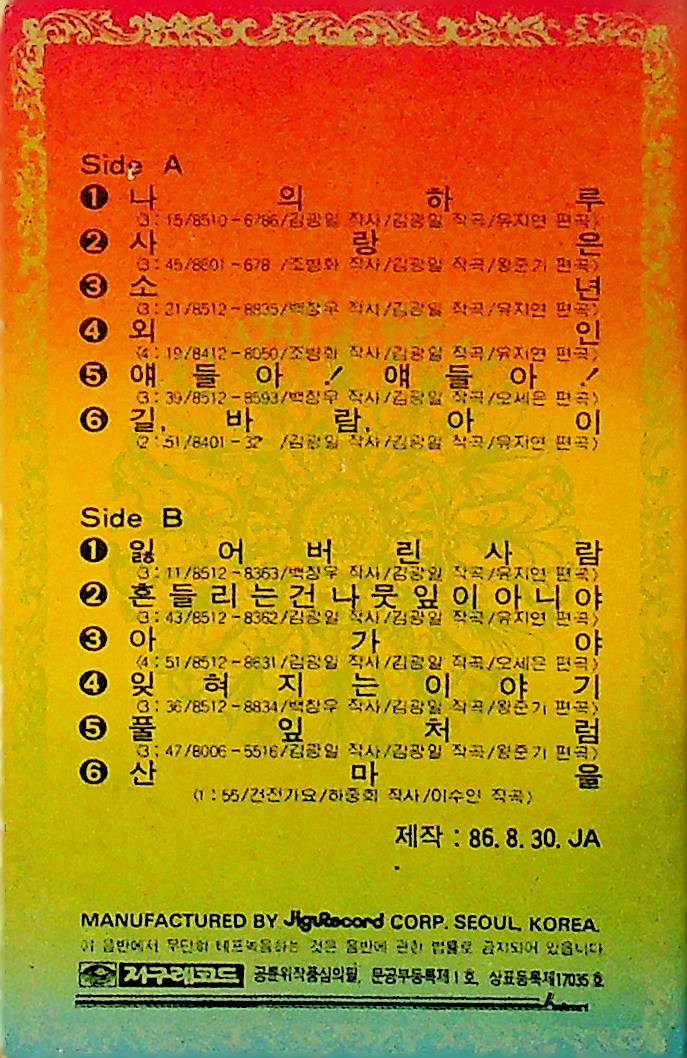 Side A
❶ 나의하루
(3:15/8510-6786/김광일 작사/김광일 작곡/유지연 편곡)
❷ 사랑은
(3:45/8601-678 /조병화 작사/김광일 작곡/왕준기 편곡)
❸ 소년
(3:21/8512-8835/백창우 작사/김광일 작곡/유지연 편곡)
❹ 외인
(4:19/8412-8050/조병화 작사/김광일 작곡/유지연 편곡)
❺ 얘들아! 얘들아!
(3:39/8512-8593/백창우 작사/김광일 작곡/오세은 편곡)
❻ 길, 바람, 아이
(2:51/8401-32 /김광일 작사/김광일 작곡/유지연 편곡)
Side B
❶ 잃어버린사람
(3:11/8512-8363/백창우 작사/김광일 작곡/유지연 편곡)
❷ 흔들리는건나뭇잎이아니야
(3:43/8512-8362/김광일 작사/김광일 작곡/유지연 편곡)
❸ 아가야
(4:51/8512-8631/김광일 작사/김광일 작곡/오세은 편곡)
❹ 잊혀지는이야기
(3:36/8512-8834/백창우 작사/김광일 작곡/왕준기 편곡)
❺ 풀잎처럼
(3:47/8006-5516/김광일 작사/김광일 작곡/왕준기 편곡)
❻ 산마을
(1:55/건전가요/하중희 작사/이수인 작곡)
제작 : 86. 8. 30. JA
MANUFACTURED BY JiguRecord CORP. SEOUL, KOREA.
이 음반에서 무단히 테프녹음하는 것은 음반에 관한 법률로 금지되어 있읍니다
지구레코드 공륜위작품심의필, 문공부등록제1호, 상표등록제17035호